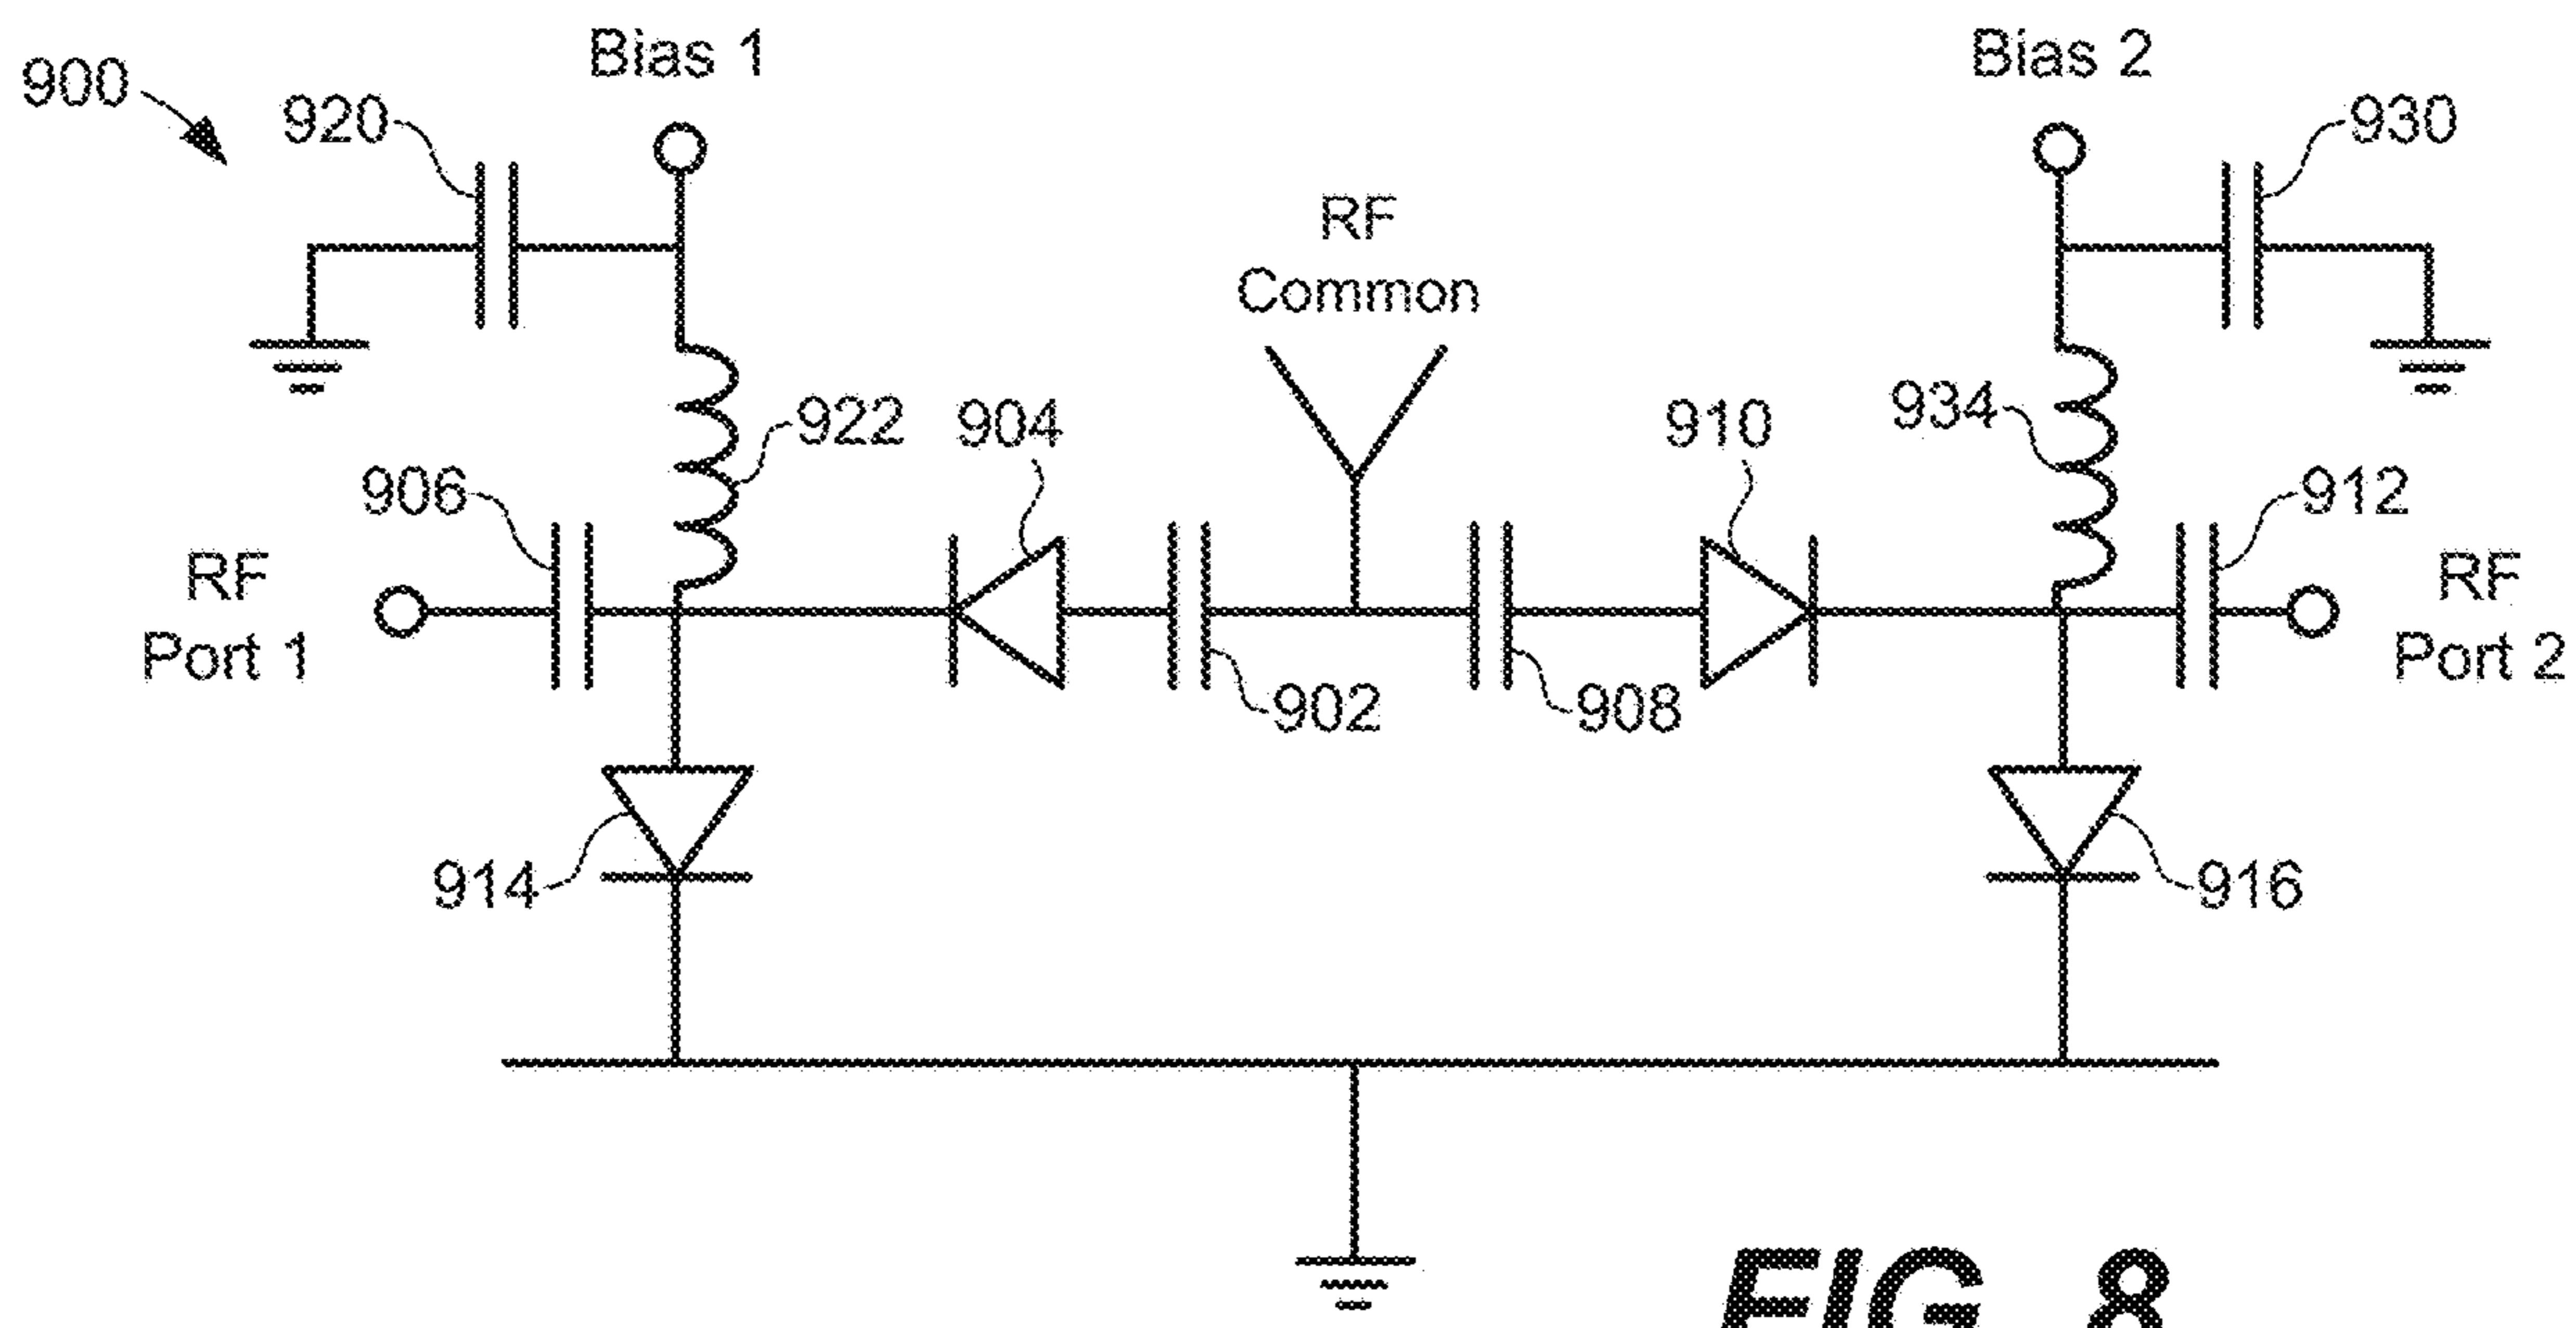 900
Bias 1
Bias 2
920
930
RF
Common
922
904
910
934
906
912
RF
Port 1
RF
Port 2
902
908
914
916
FIG. 8